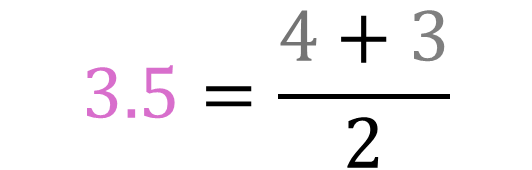 3.5 = (4 + 3) / 2